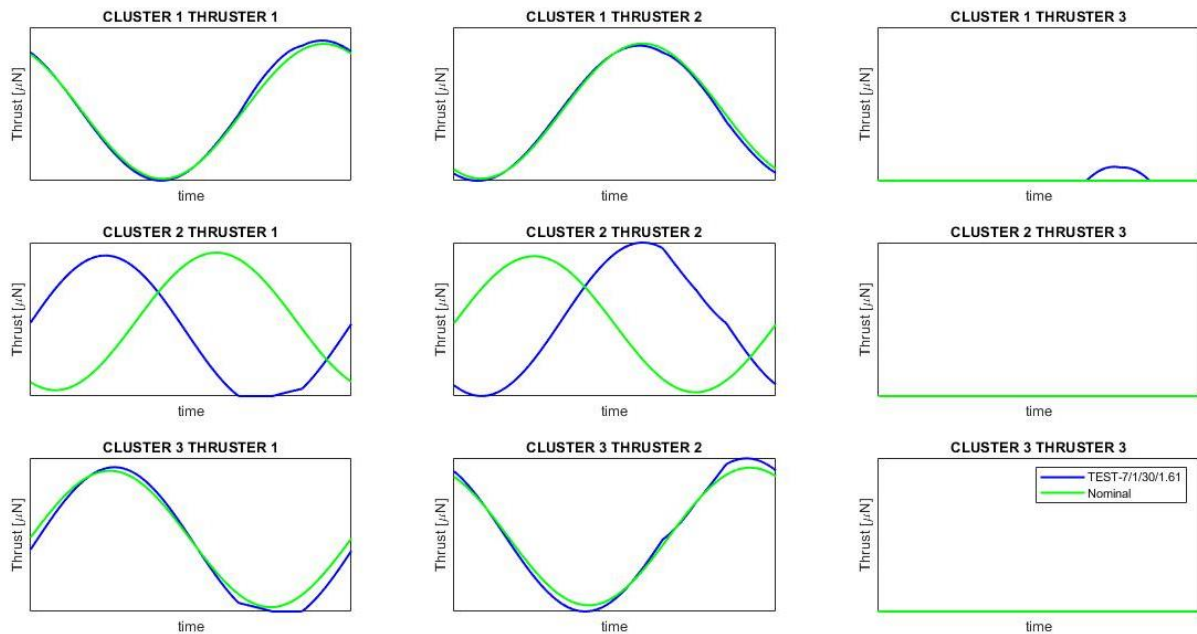 CLUSTER 1 THRUSTER 1
CLUSTER 1 THRUSTER 2
CLUSTER 1 THRUSTER 3
Thrust [μN]
Thrust [μN]
Thrust [μN]
time
time
time
CLUSTER 2 THRUSTER 1
CLUSTER 2 THRUSTER 2
CLUSTER 2 THRUSTER 3
Thrust [μN]
Thrust [μN]
Thrust [μN]
time
time
time
CLUSTER 3 THRUSTER 1
CLUSTER 3 THRUSTER 2
CLUSTER 3 THRUSTER 3
Thrust [μN]
Thrust [μN]
Thrust [μN]
TEST-7/1/30/1.61
Nominal
time
time
time